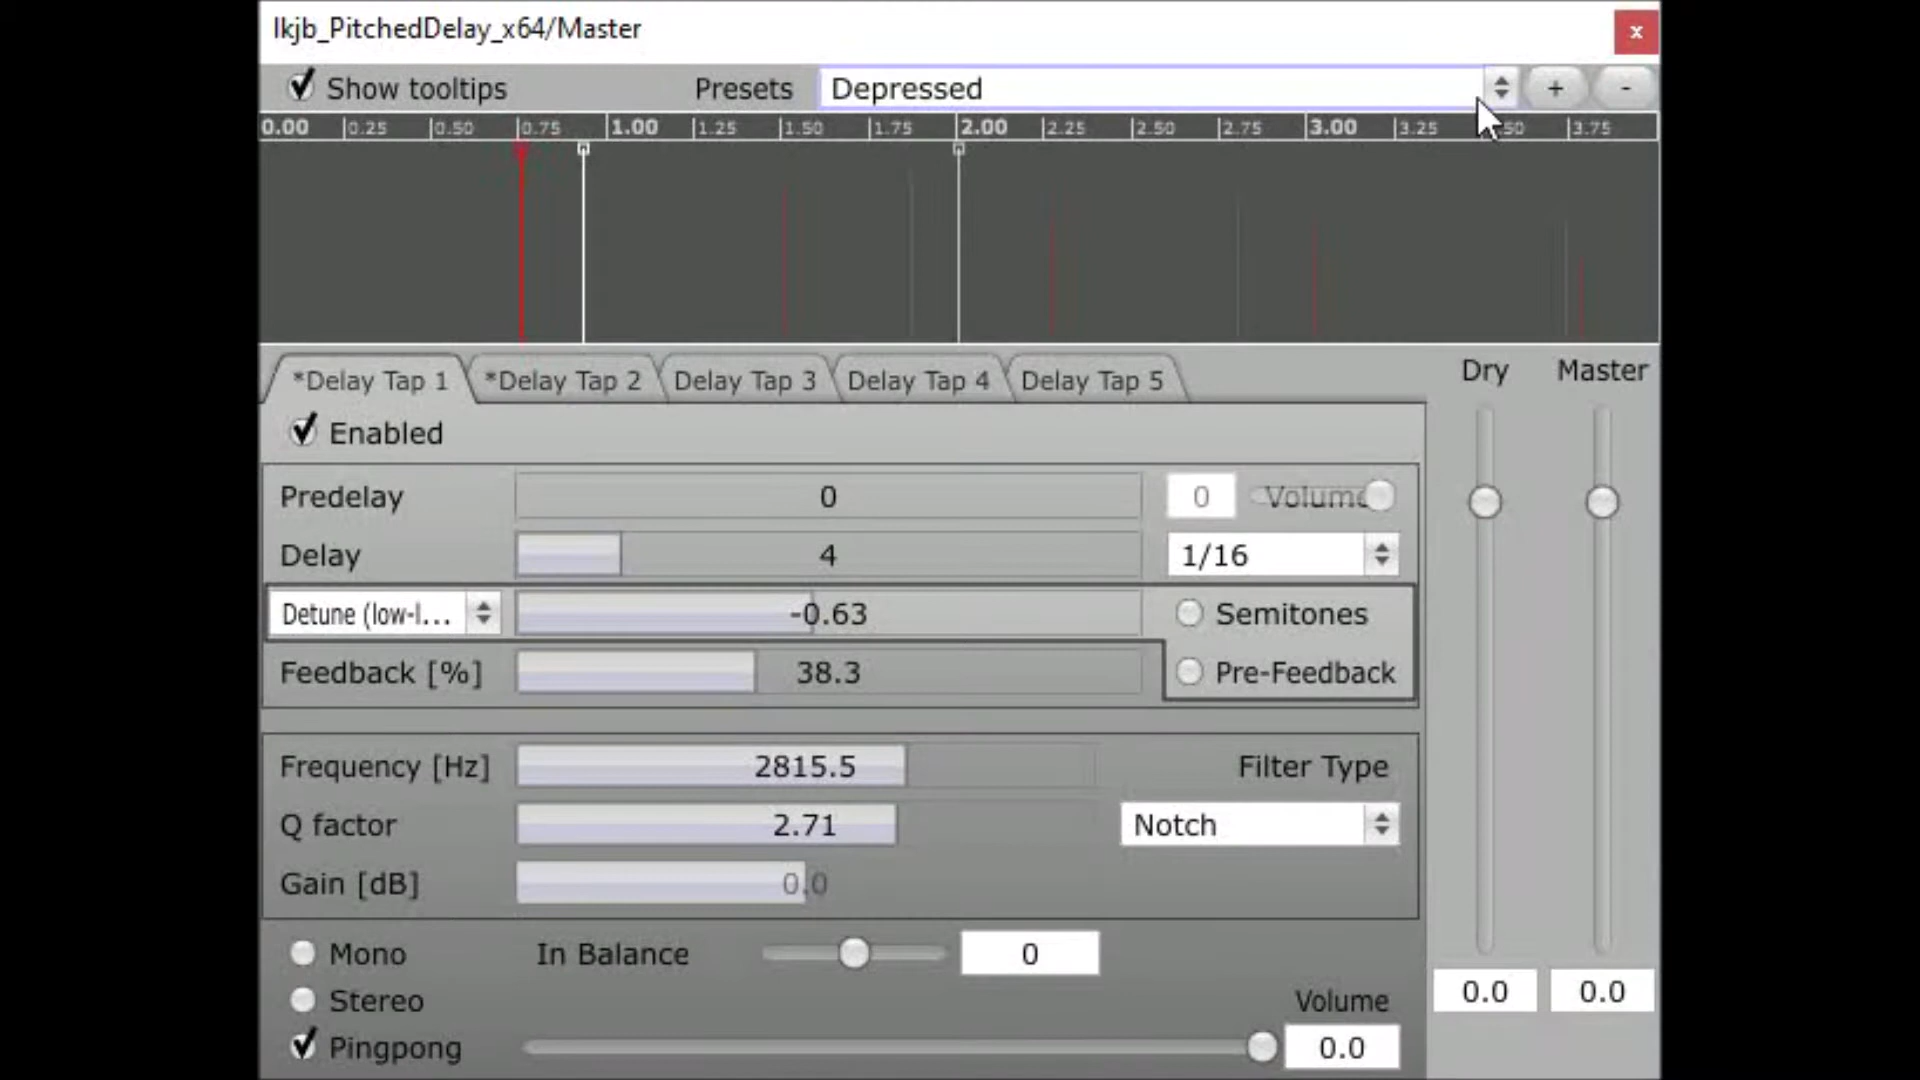 lkjb_PitchedDelay_x64/Master
x
Show tooltips Presets Depressed + -
0.00 0.25 0.50 0.75 1.00 1.25 1.50 1.75 2.00 2.25 2.50 2.75 3.00 3.25 50 3.75
*Delay Tap 1 *Delay Tap 2 Delay Tap 3 Delay Tap 4 Delay Tap 5
Dry Master
Enabled
Predelay 0 0 Volume
Delay 4 1/16
Detune (low-l... -0.63 Semitones
Feedback [%] 38.3 Pre-Feedback
Frequency [Hz] 2815.5 Filter Type
Q factor 2.71 Notch
Gain [dB] 0.0
Mono In Balance 0
0.0 0.0
Stereo Volume
Pingpong 0.0